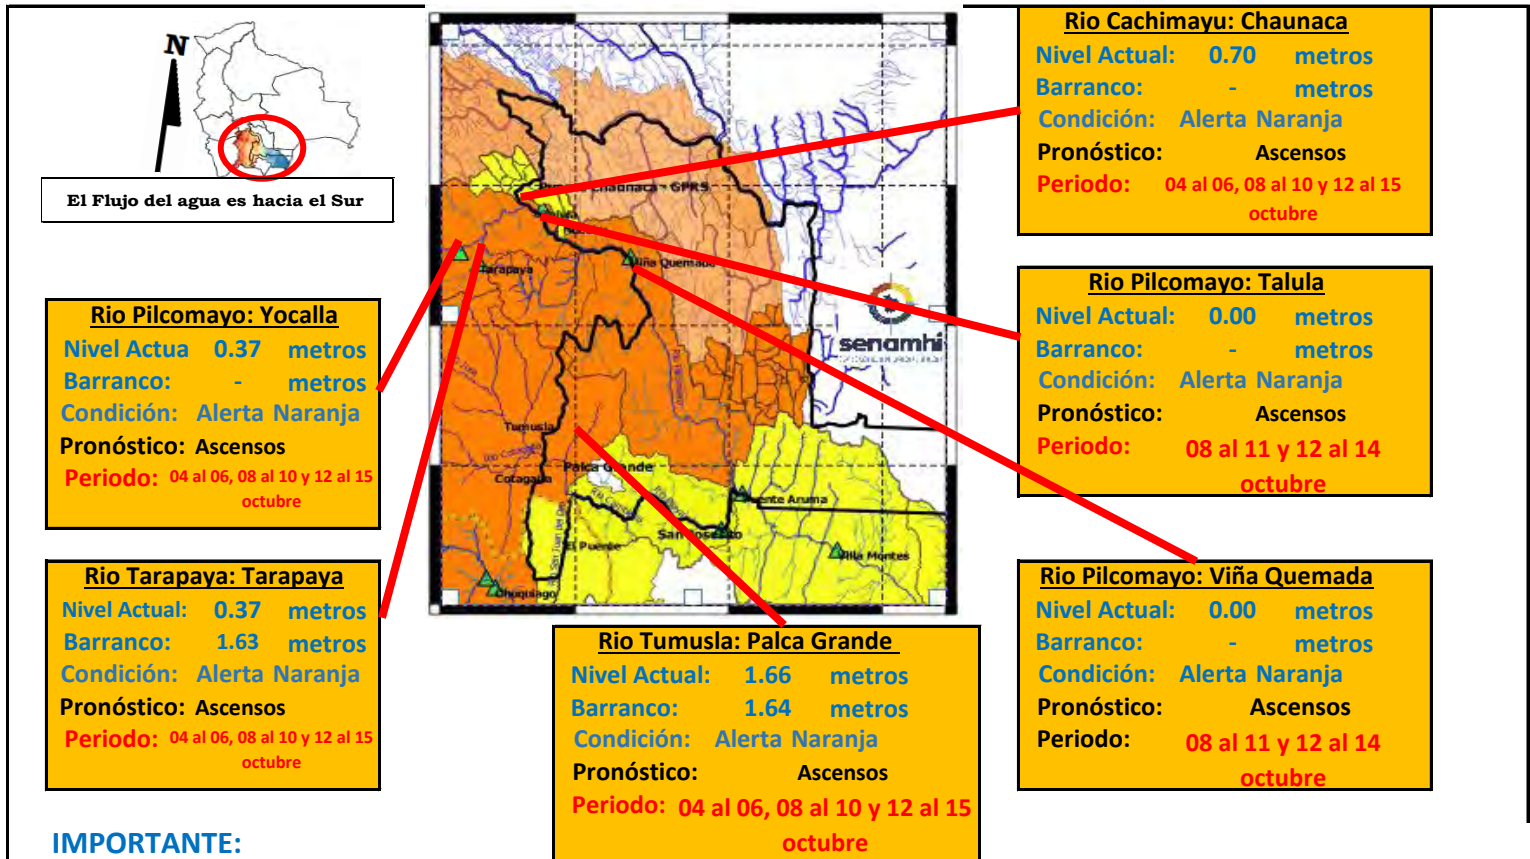 N
El Flujo del agua es hacia el Sur
Rio Pilcomayo: Yocalla
Nivel Actua 0.37 metros
Barranco: - metros
Condición: Alerta Naranja
Pronóstico: Ascensos
Periodo: 04 al 06, 08 al 10 y 12 al 15
octubre
Rio Tarapaya: Tarapaya
Nivel Actual: 0.37 metros
Barranco: 1.63 metros
Condición: Alerta Naranja
Pronóstico: Ascensos
Periodo: 04 al 06, 08 al 10 y 12 al 15
octubre
IMPORTANTE:
Chaunaca - GPRS
Tarapaya
Viña Quemada
senamhi
Tumusla
Palca Grande
Cotagaita
Puente Aruma
San Josecito
El Puente
Villa Montes
Chuquiago
Rio Tumusla: Palca Grande
Nivel Actual: 1.66 metros
Barranco: 1.64 metros
Condición: Alerta Naranja
Pronóstico: Ascensos
Periodo: 04 al 06, 08 al 10 y 12 al 15
octubre
Rio Cachimayu: Chaunaca
Nivel Actual: 0.70 metros
Barranco: - metros
Condición: Alerta Naranja
Pronóstico: Ascensos
Periodo: 04 al 06, 08 al 10 y 12 al 15
octubre
Rio Pilcomayo: Talula
Nivel Actual: 0.00 metros
Barranco: - metros
Condición: Alerta Naranja
Pronóstico: Ascensos
Periodo: 08 al 11 y 12 al 14
octubre
Rio Pilcomayo: Viña Quemada
Nivel Actual: 0.00 metros
Barranco: - metros
Condición: Alerta Naranja
Pronóstico: Ascensos
Periodo: 08 al 11 y 12 al 14
octubre